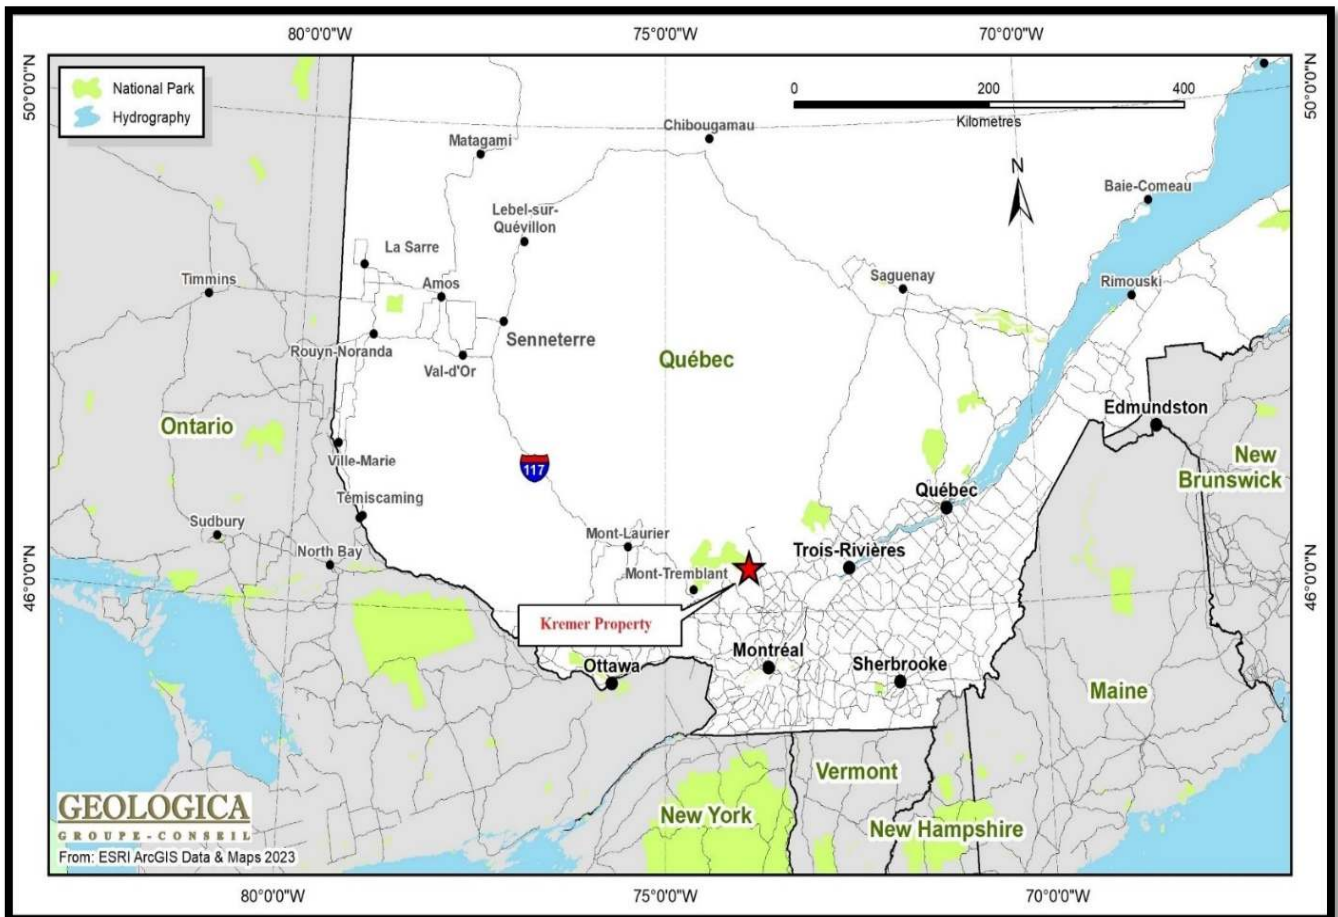 80°0'0"W
75°0'0"W
70°0'0"W
50°0'0"N
50°0'0"N
National Park
Hydrography
0
200
400
Kilometres
Chibougamau
Matagami
N
Baie-Comeau
Lebel-sur-
Quévillon
La Sarre
Saguenay
Rimouski
Timmins
Amos
Senneterre
Rouyn-Noranda
Val-d'Or
Québec
Edmundston
Ontario
Ville-Marie
117
New
Brunswick
Témiscaming
Québec
Sudbury
North Bay
Mont-Laurier
Trois-Rivières
Mont-Tremblant
46°0'0"N
46°0'0"N
Kremer Property
Montréal
Ottawa
Sherbrooke
Maine
Vermont
New York
New Hampshire
GEOLOGICA
GROUPE-CONSEIL
From: ESRI ArcGIS Data & Maps 2023
80°0'0"W
75°0'0"W
70°0'0"W